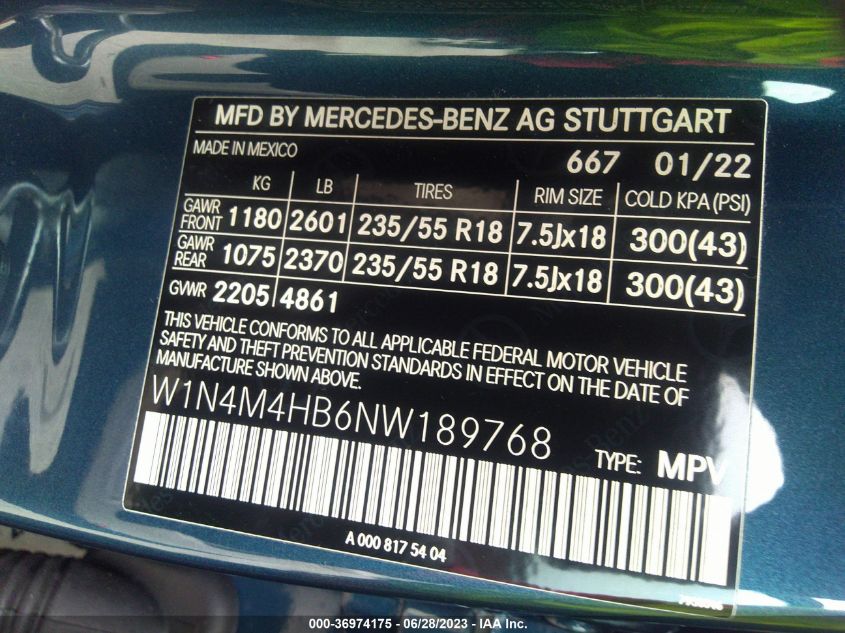 MFD BY MERCEDES-BENZ AG STUTTGART
MADE IN MEXICO 667 01/22
KG LB TIRES RIM SIZE COLD KPA (PSI)
GAWR FRONT 1180 2601 235/55 R18 7.5Jx18 300(43)
GAWR REAR 1075 2370 235/55 R18 7.5Jx18 300(43)
GVWR 2205 4861
THIS VEHICLE CONFORMS TO ALL APPLICABLE FEDERAL MOTOR VEHICLE
SAFETY AND THEFT PREVENTION STANDARDS IN EFFECT ON THE DATE OF
MANUFACTURE SHOWN ABOVE.
W1N4M4HB6NW189768
TYPE: MPV
A 000 817 54 04
000-36974175 | 06/28/2023 - IAA Inc.